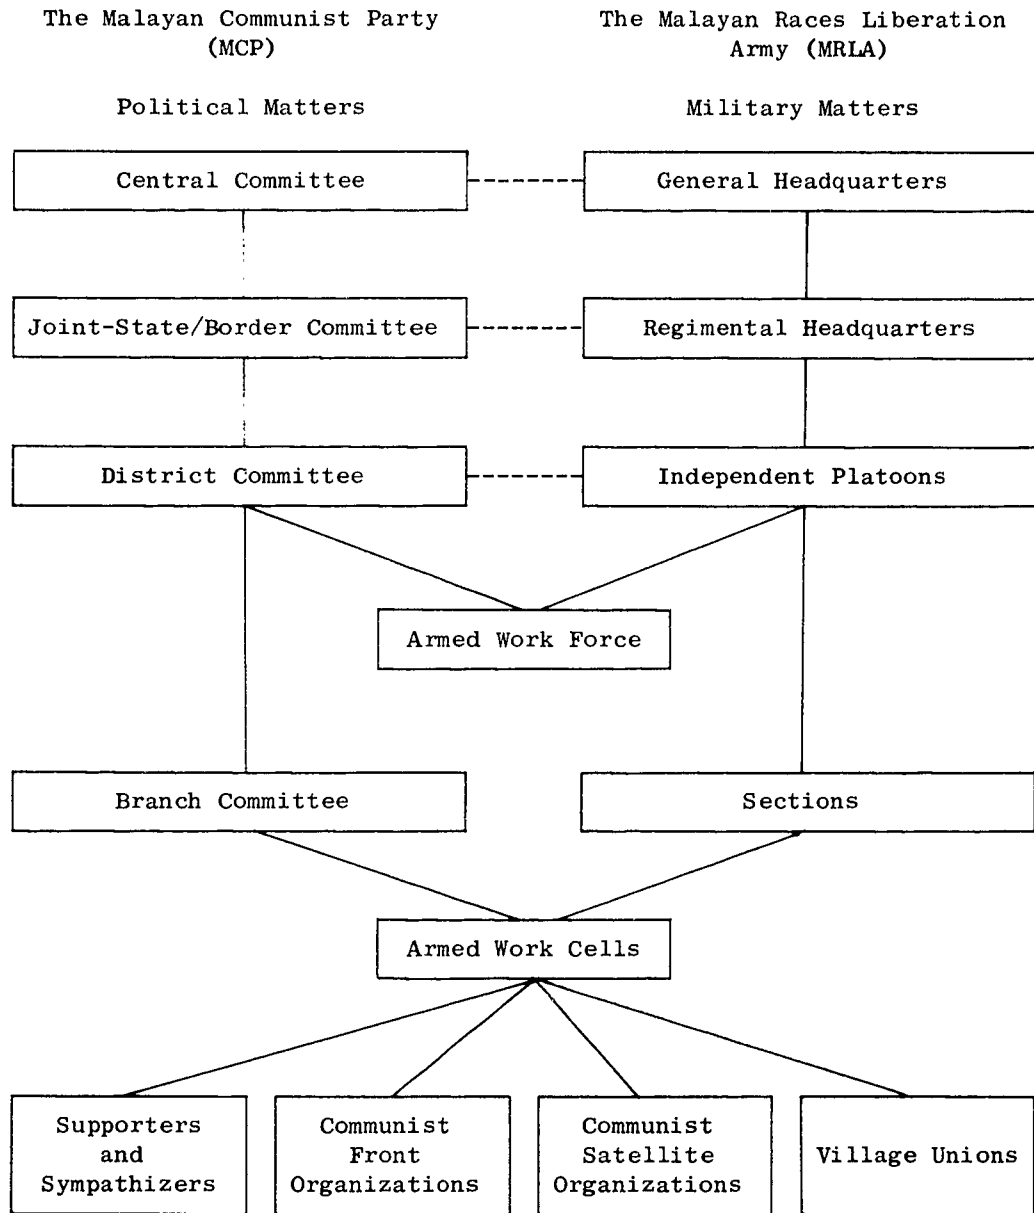 The Malayan Communist Party
(MCP)
The Malayan Races Liberation
Army (MRLA)
Political Matters
Military Matters
Central Committee
General Headquarters
Joint-State/Border Committee
Regimental Headquarters
District Committee
Independent Platoons
Armed Work Force
Branch Committee
Sections
Armed Work Cells
Supporters
and
Sympathizers
Communist
Front
Organizations
Communist
Satellite
Organizations
Village Unions